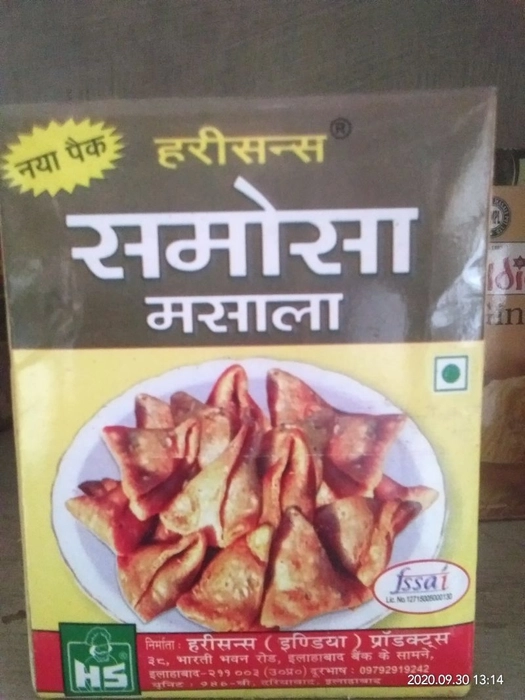 नया पैक
हरीसन्स®
समोसा
मसाला
fssai
Lic. No.12715005000130
HS
निर्माता: हरीसन्स ( इण्डिया ) प्रॉडक्ट्स
३८, भारती भवन रोड, इलाहाबाद बैंक के सामने,
इलाहाबाद-२११ ००३ (उ०प्र०) दूरभाष : 09792919242
2020.09.30 13:14